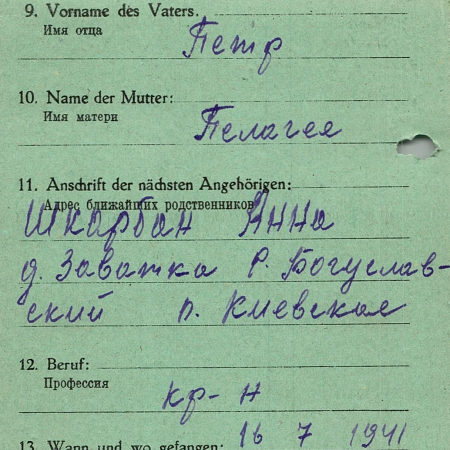 9. Vorname des Vaters.
Имя отца
Петр
10. Name der Mutter:
Имя матери
Пелагея
11. Anschrift der nächsten Angehörigen:
Адрес ближайших родственников
Шкарбан Анна
д. Заватка Р. Богуслав-
ский п. Киевская
12. Beruf:
Профессия
кр-н
13. Wann und wo gefangen: 16 7 1941